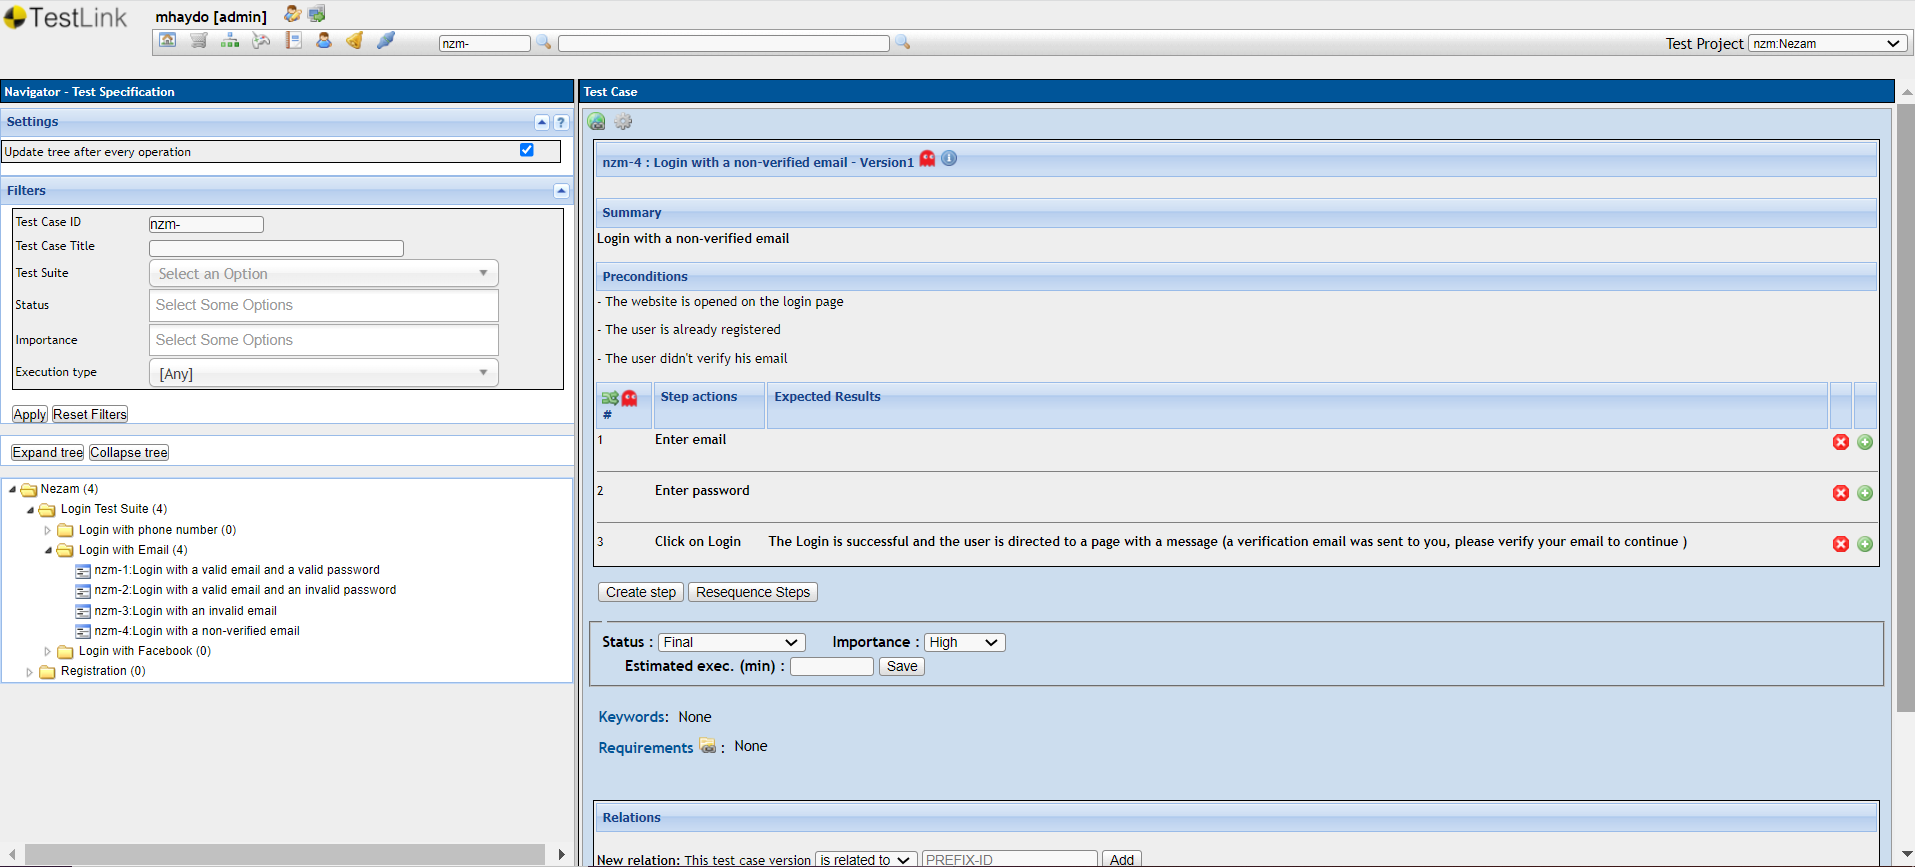 TestLink
mhaydo [admin]
nzm-
Test Project nzm:Nezam
Navigator - Test Specification
Settings
?
Update tree after every operation
Filters
Test Case ID nzm-
Test Case Title
Test Suite Select an Option
Status Select Some Options
Importance Select Some Options
Execution type [Any]
Apply Reset Filters
Expand tree Collapse tree
Nezam (4)
Login Test Suite (4)
Login with phone number (0)
Login with Email (4)
nzm-1:Login with a valid email and a valid password
nzm-2:Login with a valid email and an invalid password
nzm-3:Login with an invalid email
nzm-4:Login with a non-verified email
Login with Facebook (0)
Registration (0)
Test Case
nzm-4 : Login with a non-verified email - Version1
Summary
Login with a non-verified email
Preconditions
- The website is opened on the login page
- The user is already registered
- The user didn't verify his email
# Step actions Expected Results
1 Enter email
2 Enter password
3 Click on Login The Login is successful and the user is directed to a page with a message (a verification email was sent to you, please verify your email to continue )
Create step Resequence Steps
Status : Final Importance : High
Estimated exec. (min) : Save
Keywords: None
Requirements : None
Relations
New relation: This test case version is related to PREFIX-ID Add